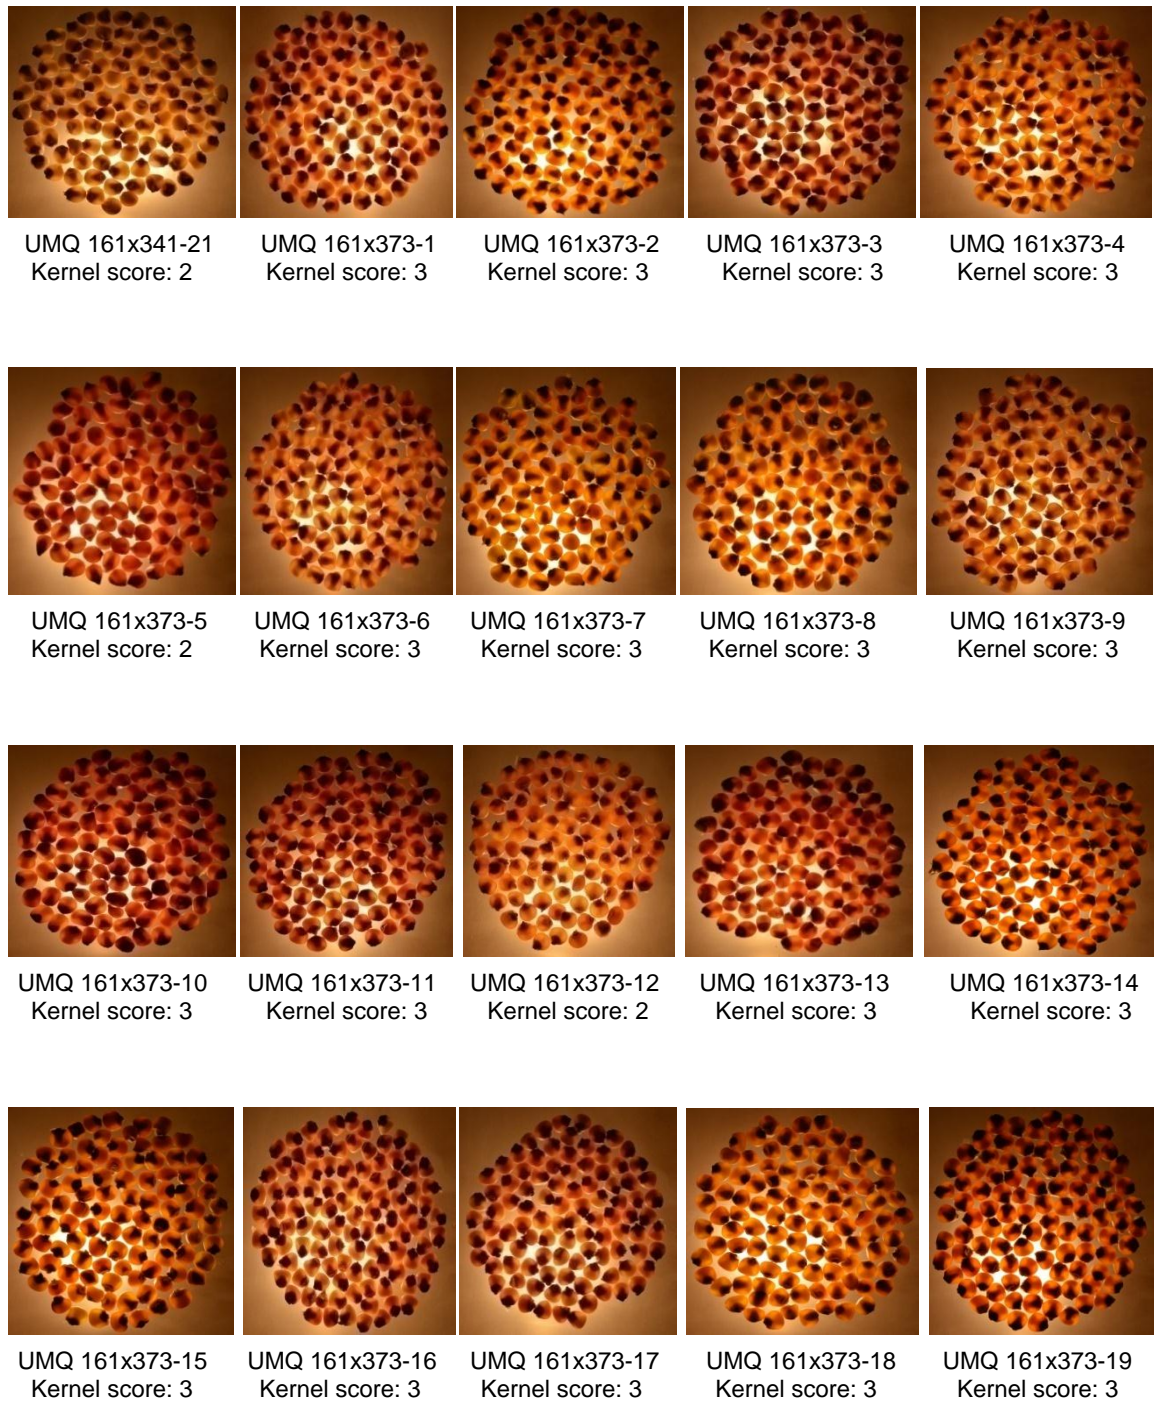 UMQ 161x341-21
Kernel score: 2
UMQ 161x373-1
Kernel score: 3
UMQ 161x373-2
Kernel score: 3
UMQ 161x373-3
Kernel score: 3
UMQ 161x373-4
Kernel score: 3
UMQ 161x373-5
Kernel score: 2
UMQ 161x373-6
Kernel score: 3
UMQ 161x373-7
Kernel score: 3
UMQ 161x373-8
Kernel score: 3
UMQ 161x373-9
Kernel score: 3
UMQ 161x373-10
Kernel score: 3
UMQ 161x373-11
Kernel score: 3
UMQ 161x373-12
Kernel score: 2
UMQ 161x373-13
Kernel score: 3
UMQ 161x373-14
Kernel score: 3
UMQ 161x373-15
Kernel score: 3
UMQ 161x373-16
Kernel score: 3
UMQ 161x373-17
Kernel score: 3
UMQ 161x373-18
Kernel score: 3
UMQ 161x373-19
Kernel score: 3